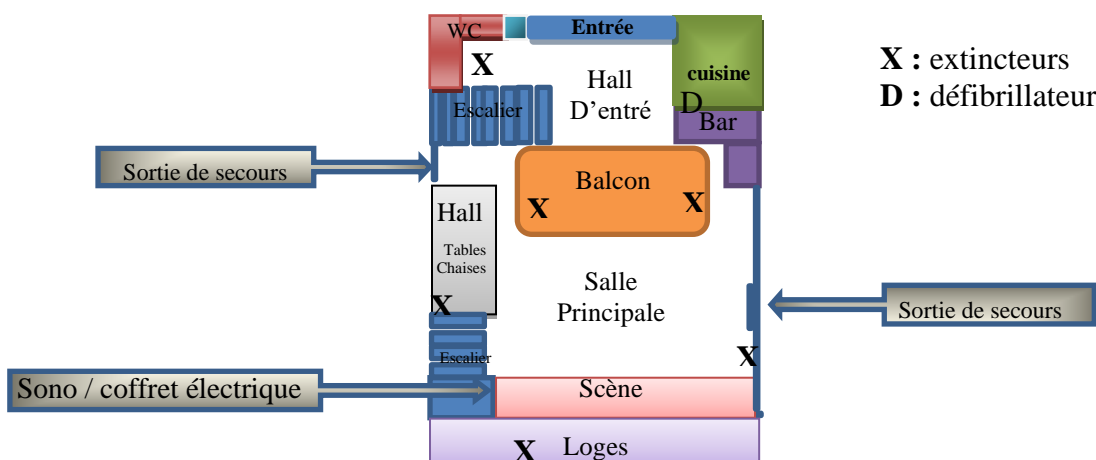 WC
Entrée
X
Hall
D'entré
cuisine
X : extincteurs
D : défibrillateur
Escalier
D
Bar
Sortie de secours
Balcon
X
X
Hall
Tables
Chaises
X
Salle
Principale
Sortie de secours
X
Escalier
Sono / coffret électrique
Scène
X
Loges